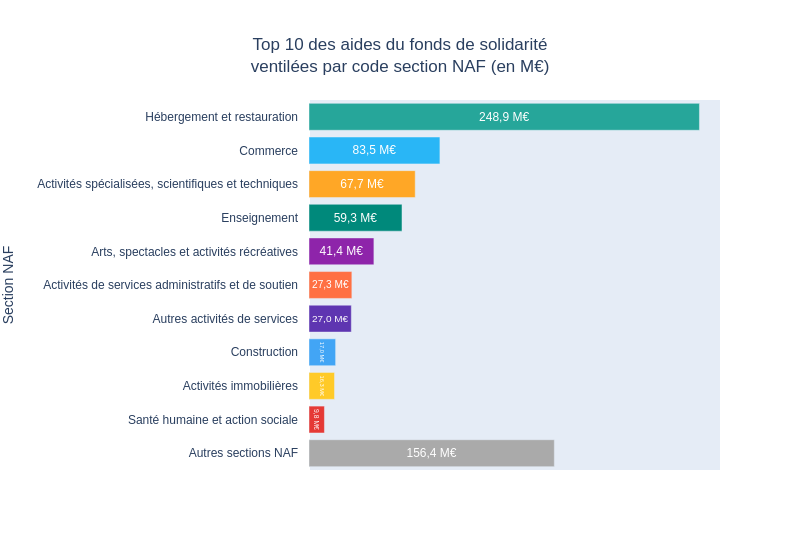 Top 10 des aides du fonds de solidarité
ventilées par code section NAF (en M€)
Section NAF
Hébergement et restauration
248,9 M€
Commerce
83,5 M€
Activités spécialisées, scientifiques et techniques
67,7 M€
Enseignement
59,3 M€
Arts, spectacles et activités récréatives
41,4 M€
Activités de services administratifs et de soutien
27,3 M€
Autres activités de services
27,0 M€
Construction
Activités immobilières
Santé humaine et action sociale
9,8 M€
Autres sections NAF
156,4 M€